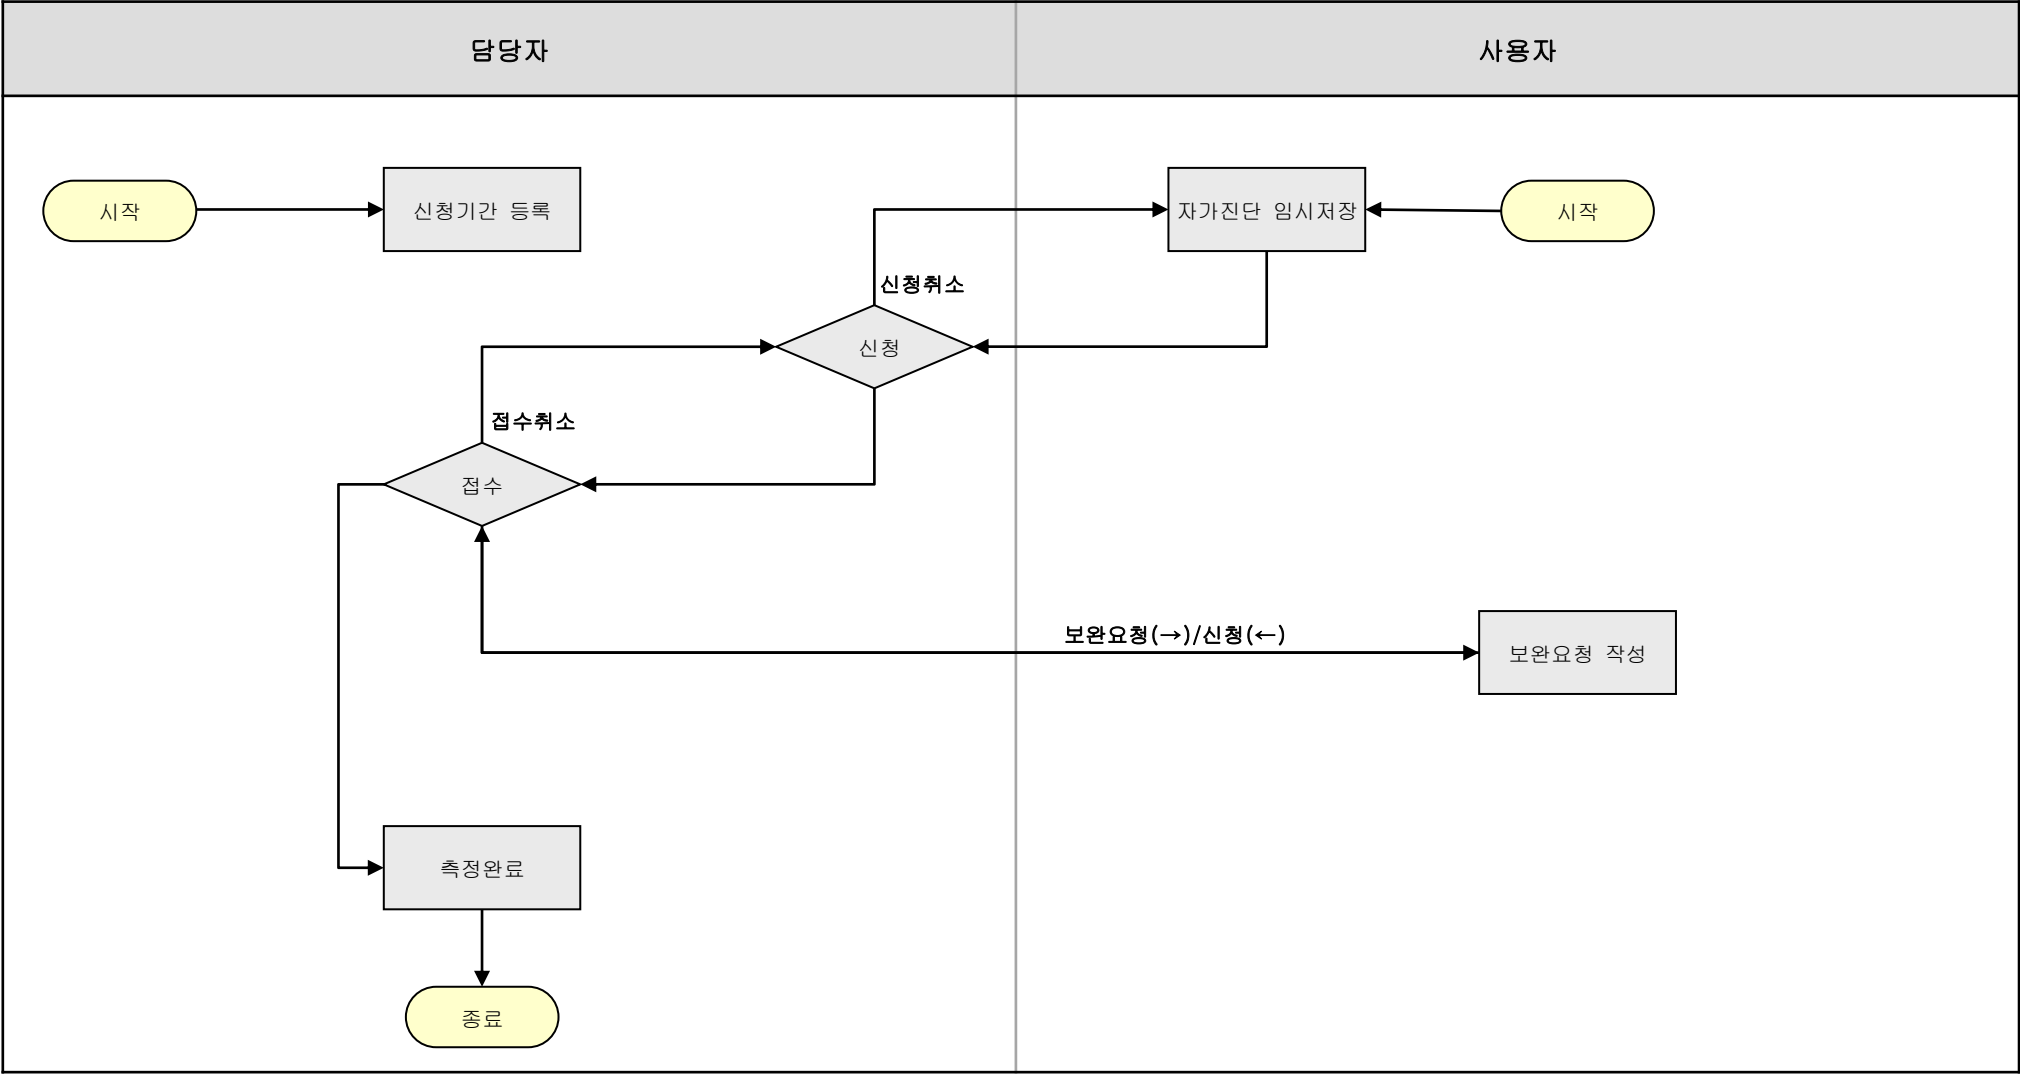 담당자
사용자
시작
신청기간 등록
자가진단 임시저장
시작
신청취소
신청
접수취소
접수
보완요청(→)/신청(←)
보완요청 작성
측정완료
종료